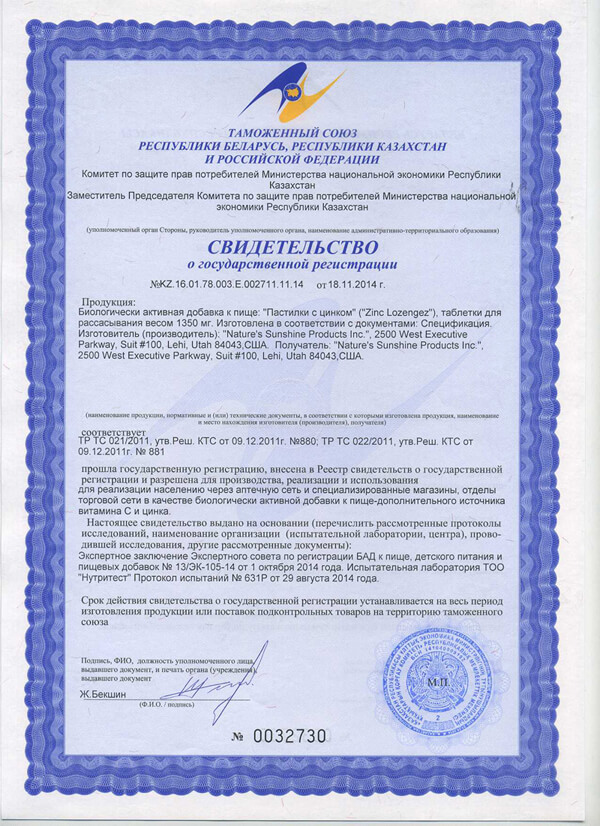 ТАМОЖЕННЫЙ СОЮЗ
РЕСПУБЛИКИ БЕЛАРУСЬ, РЕСПУБЛИКИ КАЗАХСТАН
И РОССИЙСКОЙ ФЕДЕРАЦИИ
Комитет по защите прав потребителей Министерства национальной экономики Республики
Казахстан
Заместитель Председателя Комитета по защите прав потребителей Министерства национальной
экономики Республики Казахстан
(уполномоченный орган Стороны, руководитель уполномоченного органа, наименование административно-территориального образования)
СВИДЕТЕЛЬСТВО
о государственной регистрации
№KZ.16.01.78.003.Е.002711.11.14 от 18.11.2014 г.
Продукция:
Биологически активная добавка к пище: "Пастилки с цинком" ("Zinc Lozengez"), таблетки для
рассасывания весом 1350 мг. Изготовлена в соответствии с документами: Спецификация.
Изготовитель (производитель): "Nature's Sunshine Products Inc.", 2500 West Executive
Parkway, Suit #100, Lehi, Utah 84043,США. Получатель: "Nature's Sunshine Products Inc.",
2500 West Executive Parkway, Suit #100, Lehi, Utah 84043,США.
(наименование продукции, нормативные и (или) технические документы, в соответствии с которыми изготовлена продукция, наименование
и место нахождения изготовителя (производителя), получателя)
соответствует
ТР ТС 021/2011, утв.Реш. КТС от 09.12.2011г. №880; ТР ТС 022/2011, утв.Реш. КТС от
09.12.2011г. № 881
прошла государственную регистрацию, внесена в Реестр свидетельств о государственной
регистрации и разрешена для производства, реализации и использования
для реализации населению через аптечную сеть и специализированные магазины, отделы
торговой сети в качестве биологически активной добавки к пище-дополнительного источника
витамина С и цинка.
Настоящее свидетельство выдано на основании (перечислить рассмотренные протоколы
исследований, наименование организации (испытательной лаборатории, центра), прово-
дившей исследования, другие рассмотренные документы):
Экспертное заключение Экспертного совета по регистрации БАД к пище, детского питания и
пищевых добавок № 13/ЭК-105-14 от 1 октября 2014 года. Испытательная лаборатория ТОО
"Нутритест" Протокол испытаний № 631Р от 29 августа 2014 года.
Срок действия свидетельства о государственной регистрации устанавливается на весь период
изготовления продукции или поставок подконтрольных товаров на территорию таможенного
союза
Подпись, ФИО, должность уполномоченного лица,
выдавшего документ, и печать органа (учреждения),
выдавшего документ
Ж.Бекшин
(Ф.И.О. / подпись)
М.П.
2
№ 0032730